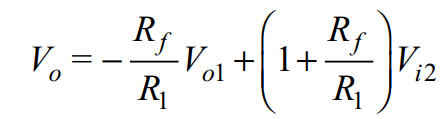 V_o = -\frac{R_f}{R_1} V_{o1} + \left(1 + \frac{R_f}{R_1}\right) V_{i2}